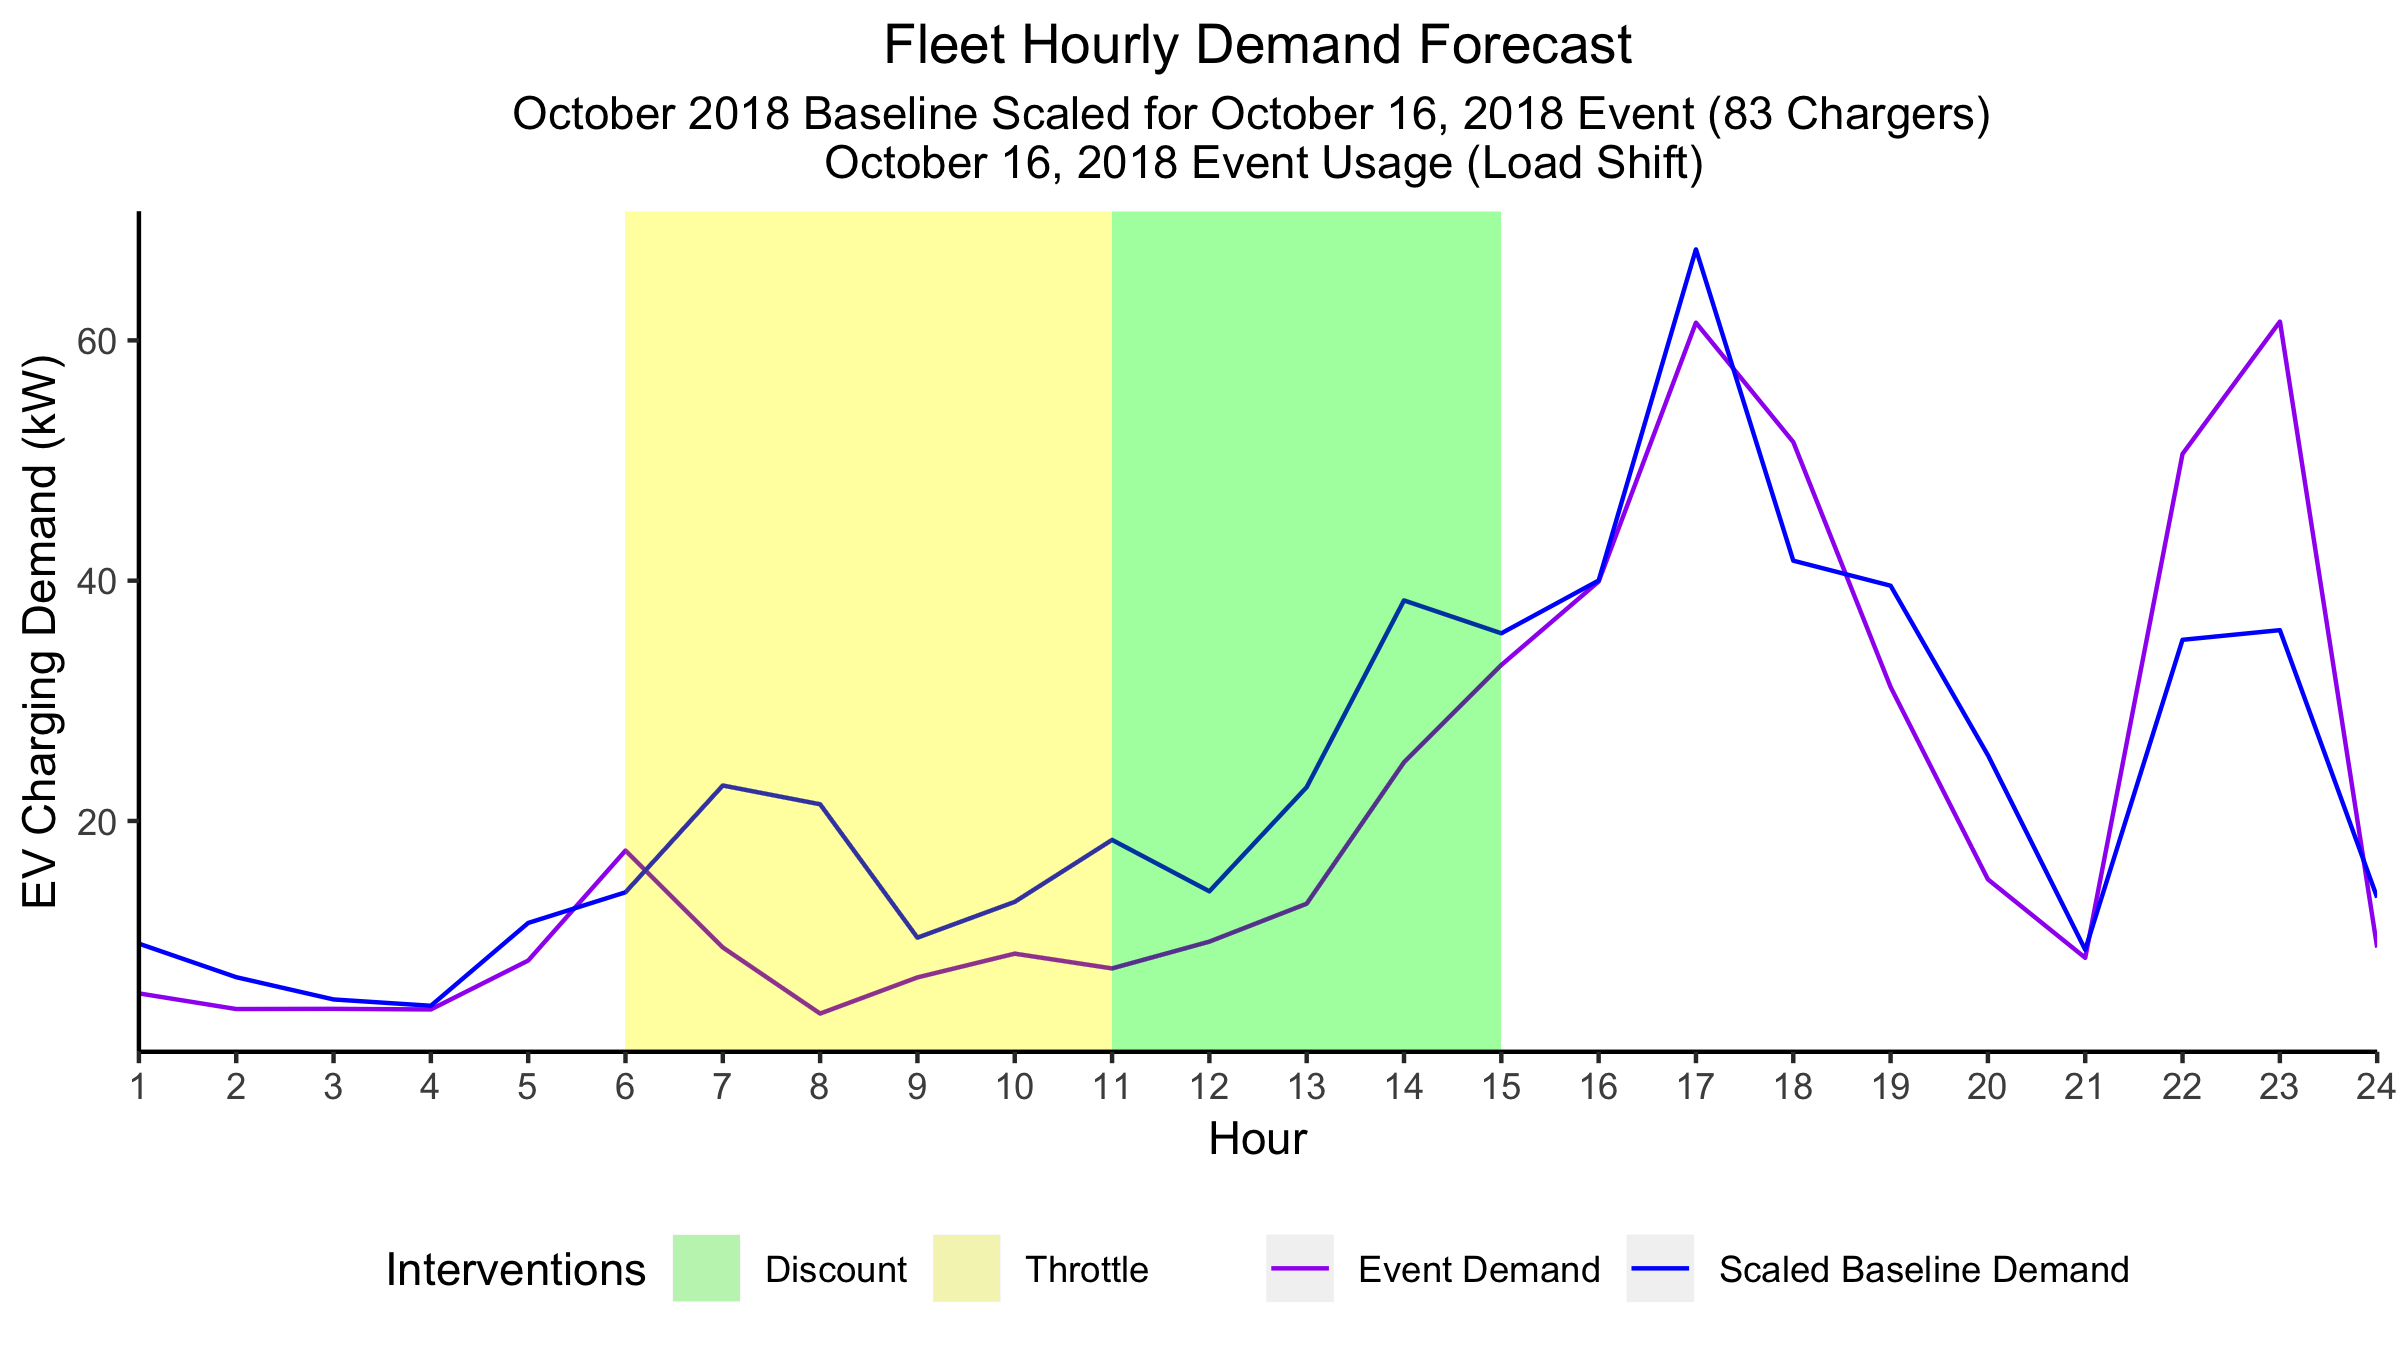 Fleet Hourly Demand Forecast
October 2018 Baseline Scaled for October 16, 2018 Event (83 Chargers)
October 16, 2018 Event Usage (Load Shift)
EV Charging Demand (kW)
60
40
20
1 2 3 4 5 6 7 8 9 10 11 12 13 14 15 16 17 18 19 20 21 22 23 24
Hour
Interventions Discount Throttle Event Demand Scaled Baseline Demand